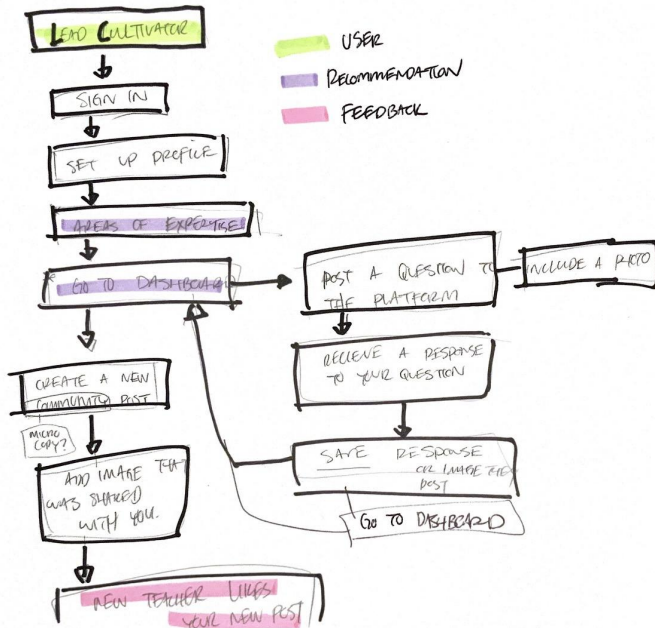 LEAD CULTIVATOR
USER
RECOMMENDATION
FEEDBACK
SIGN IN
SET UP PROFILE
AREAS OF EXPERTISE
GO TO DASHBOARD
POST A QUESTION TO
THE PLATFORM
INCLUDE A PHOTO
RECIEVE A RESPONSE
TO YOUR QUESTION
SAVE RESPONSE
OR IMAGE THE
POST
GO TO DASHBOARD
CREATE A NEW
COMMUNITY POST
MICRO
COPY?
ADD IMAGE THAT
WAS SHARED
WITH YOU.
NEW TEACHER LIKES
YOUR NEW POST